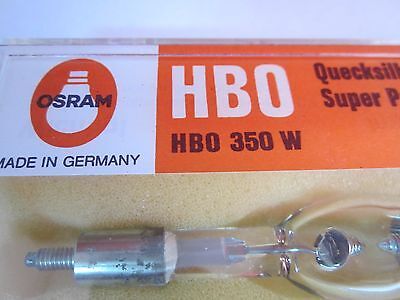 OSRAM
HBO
Quecksilb
Super P
HBO 350 W
MADE IN GERMANY